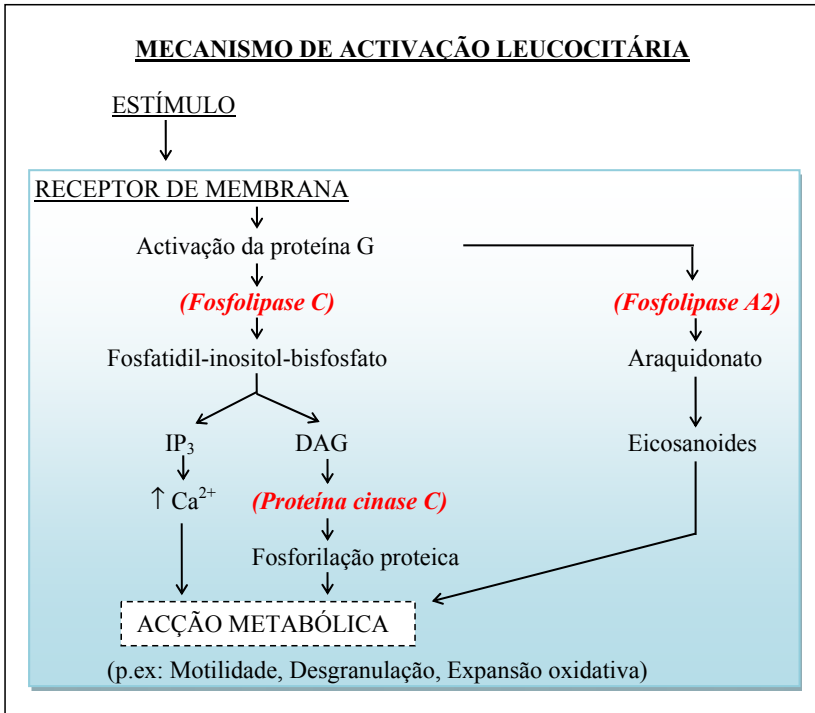 MECANISMO DE ACTIVAÇÃO LEUCOCITÁRIA
ESTÍMULO
RECEPTOR DE MEMBRANA
Activação da proteína G
(Fosfolipase C)
(Fosfolipase A2)
Fosfatidil-inositol-bisfosfato
Araquidonato
IP₃
DAG
Eicosanoides
↑ Ca²⁺
(Proteína cinase C)
Fosforilação proteica
ACÇÃO METABÓLICA
(p.ex: Motilidade, Desgranulação, Expansão oxidativa)